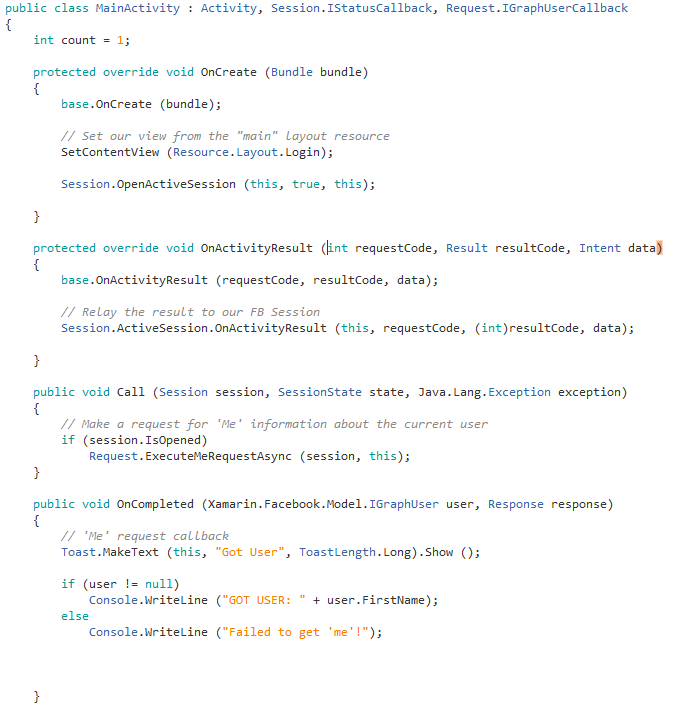 public class MainActivity : Activity, Session.IStatusCallback, Request.IGraphUserCallback
{
    int count = 1;

    protected override void OnCreate (Bundle bundle)
    {
        base.OnCreate (bundle);

        // Set our view from the "main" layout resource
        SetContentView (Resource.Layout.Login);

        Session.OpenActiveSession (this, true, this);

    }

    protected override void OnActivityResult (int requestCode, Result resultCode, Intent data)
    {
        base.OnActivityResult (requestCode, resultCode, data);

        // Relay the result to our FB Session
        Session.ActiveSession.OnActivityResult (this, requestCode, (int)resultCode, data);

    }

    public void Call (Session session, SessionState state, Java.Lang.Exception exception)
    {
        // Make a request for 'Me' information about the current user
        if (session.IsOpened)
            Request.ExecuteMeRequestAsync (session, this);
    }

    public void OnCompleted (Xamarin.Facebook.Model.IGraphUser user, Response response)
    {
        // 'Me' request callback
        Toast.MakeText (this, "Got User", ToastLength.Long).Show ();

        if (user != null)
            Console.WriteLine ("GOT USER: " + user.FirstName);
        else
            Console.WriteLine ("Failed to get 'me'!");



    }